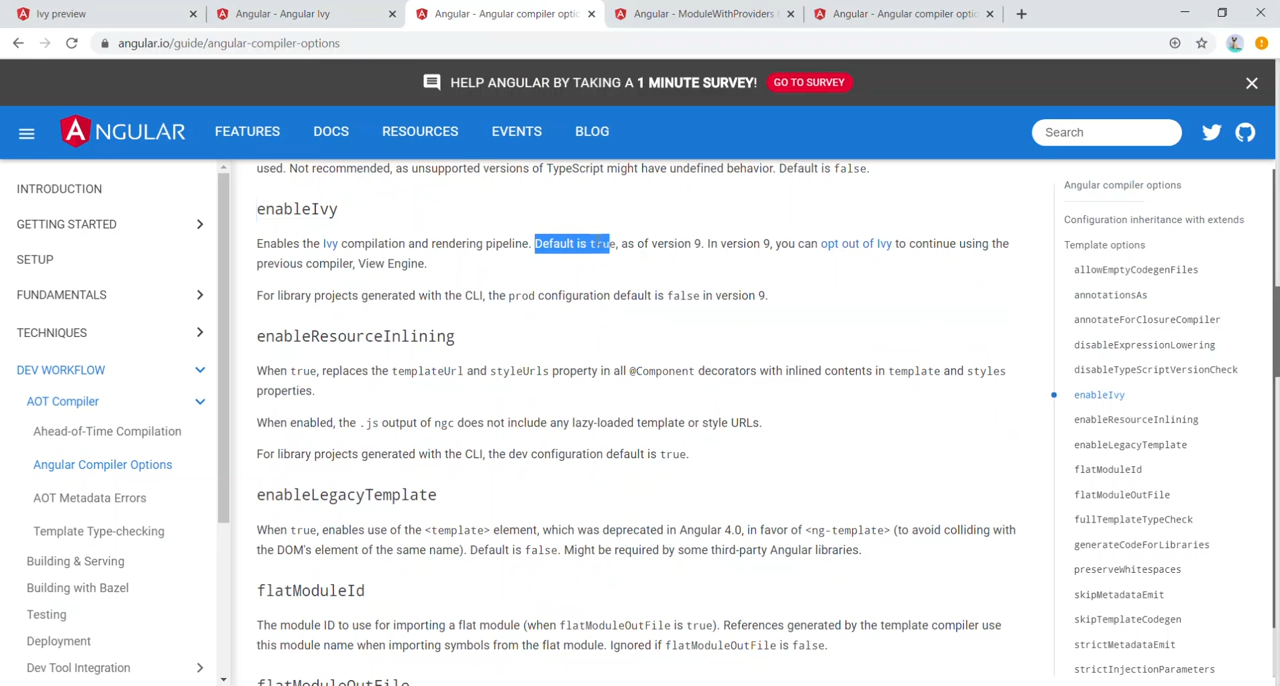 Ivy preview
Angular - Angular Ivy
Angular - Angular compiler optio
Angular - ModuleWithProviders
Angular - Angular compiler optio
angular.io/guide/angular-compiler-options
HELP ANGULAR BY TAKING A 1 MINUTE SURVEY!
GO TO SURVEY
ANGULAR
FEATURES
DOCS
RESOURCES
EVENTS
BLOG
Search
INTRODUCTION
GETTING STARTED
SETUP
FUNDAMENTALS
TECHNIQUES
DEV WORKFLOW
AOT Compiler
Ahead-of-Time Compilation
Angular Compiler Options
AOT Metadata Errors
Template Type-checking
Building & Serving
Building with Bazel
Testing
Deployment
Dev Tool Integration
used. Not recommended, as unsupported versions of TypeScript might have undefined behavior. Default is false.
enableIvy
Enables the Ivy compilation and rendering pipeline. Default is true, as of version 9. In version 9, you can opt out of Ivy to continue using the
previous compiler, View Engine.
For library projects generated with the CLI, the prod configuration default is false in version 9.
enableResourceInlining
When true, replaces the templateUrl and styleUrls property in all @Component decorators with inlined contents in template and styles
properties.
When enabled, the .js output of ngc does not include any lazy-loaded template or style URLs.
For library projects generated with the CLI, the dev configuration default is true.
enableLegacyTemplate
When true, enables use of the <template> element, which was deprecated in Angular 4.0, in favor of <ng-template> (to avoid colliding with
the DOM's element of the same name). Default is false. Might be required by some third-party Angular libraries.
flatModuleId
The module ID to use for importing a flat module (when flatModuleOutFile is true). References generated by the template compiler use
this module name when importing symbols from the flat module. Ignored if flatModuleOutFile is false.
flatModuleOutFile
Angular compiler options
Configuration inheritance with extends
Template options
allowEmptyCodegenFiles
annotationsAs
annotateForClosureCompiler
disableExpressionLowering
disableTypeScriptVersionCheck
enableIvy
enableResourceInlining
enableLegacyTemplate
flatModuleId
flatModuleOutFile
fullTemplateTypeCheck
generateCodeForLibraries
preserveWhitespaces
skipMetadataEmit
skipTemplateCodegen
strictMetadataEmit
strictInjectionParameters